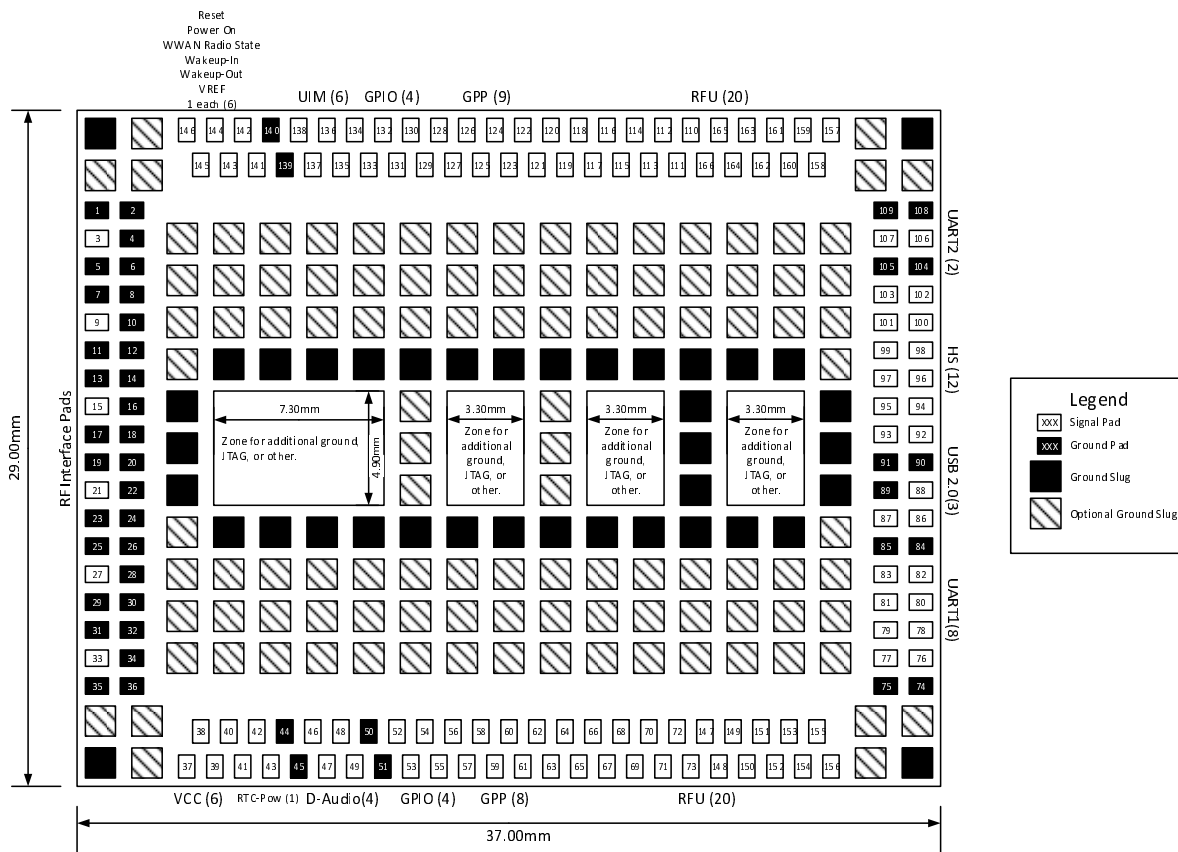 Reset
Power On
WWAN Radio State
Wakeup-In
Wakeup-Out
VREF
1 each (6)
UIM (6) GPIO (4) GPP (9) RFU (20)
146 144 142 140 138 136 134 132 130 128 126 124 122 120 118 116 114 112 110 165 163 161 159 157
145 143 141 139 137 135 133 131 129 127 125 123 121 119 117 115 113 111 166 164 162 160 158
1 2 109 108
3 4 107 106
5 6 105 104
7 8 103 102
9 10 101 100
11 12 99 98
13 14 97 96
15 16 95 94
17 18 93 92
19 20 91 90
21 22 89 88
23 24 87 86
25 26 85 84
27 28 83 82
29 30 81 80
31 32 79 78
33 34 77 76
35 36 75 74
29.00mm
RF Interface Pads
7.30mm
Zone for additional ground,
JTAG, or other.
4.90mm
3.30mm
Zone for
additional
ground,
JTAG, or
other.
3.30mm
Zone for
additional
ground,
JTAG, or
other.
3.30mm
Zone for
additional
ground,
JTAG, or
other.
UART2 (2)
HS (12)
USB 2.0(3)
UART1(8)
38 40 42 44 46 48 50 52 54 56 58 60 62 64 66 68 70 72 147 149 151 153 155
37 39 41 43 45 47 49 51 53 55 57 59 61 63 65 67 69 71 73 148 150 152 154 156
VCC (6) RTC-Pow (1) D-Audio(4) GPIO (4) GPP (8) RFU (20)
37.00mm
Legend
XXX Signal Pad
XXX Ground Pad
Ground Slug
Optional Ground Slug